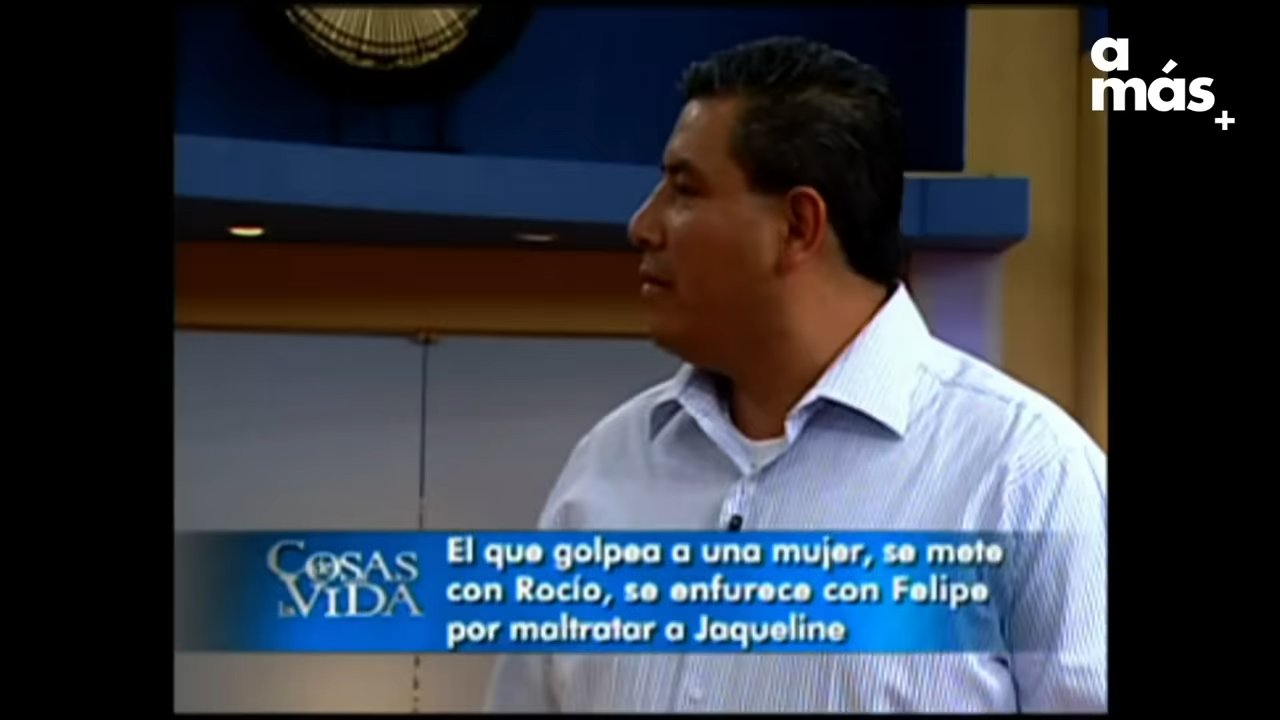 a
más+
COSAS
de
la VIDA
El que golpea a una mujer, se mete
con Rocío, se enfurece con Felipe
por maltratar a Jaqueline